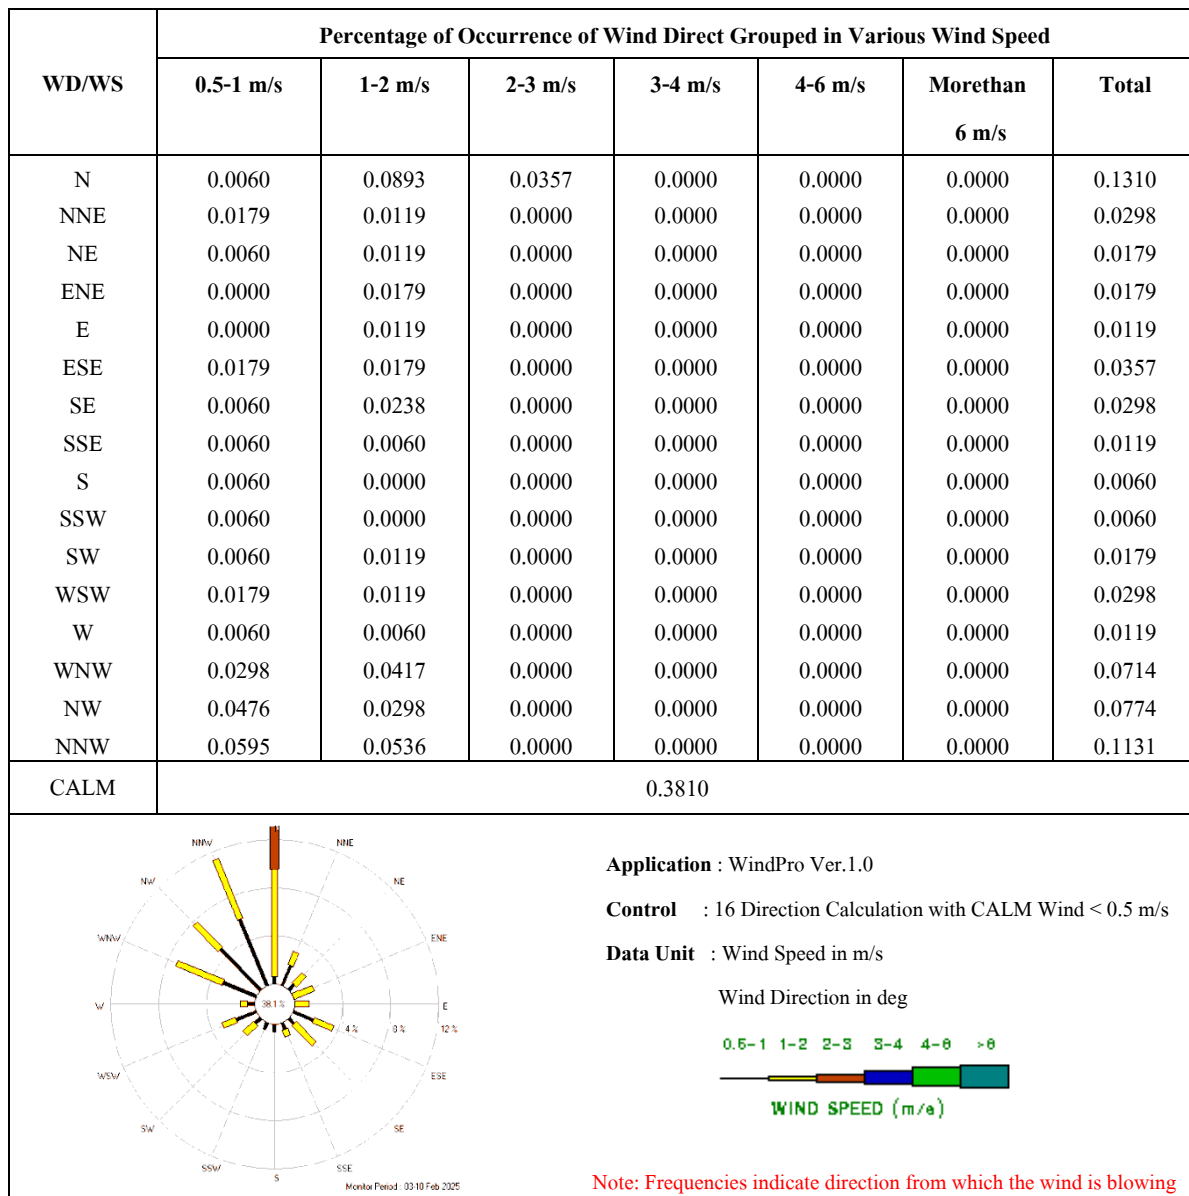 Percentage of Occurrence of Wind Direct Grouped in Various Wind Speed
WD/WS 0.5-1 m/s 1-2 m/s 2-3 m/s 3-4 m/s 4-6 m/s Morethan 6 m/s Total
N 0.0060 0.0893 0.0357 0.0000 0.0000 0.0000 0.1310
NNE 0.0179 0.0119 0.0000 0.0000 0.0000 0.0000 0.0298
NE 0.0060 0.0119 0.0000 0.0000 0.0000 0.0000 0.0179
ENE 0.0000 0.0179 0.0000 0.0000 0.0000 0.0000 0.0179
E 0.0000 0.0119 0.0000 0.0000 0.0000 0.0000 0.0119
ESE 0.0179 0.0179 0.0000 0.0000 0.0000 0.0000 0.0357
SE 0.0060 0.0238 0.0000 0.0000 0.0000 0.0000 0.0298
SSE 0.0060 0.0060 0.0000 0.0000 0.0000 0.0000 0.0119
S 0.0060 0.0000 0.0000 0.0000 0.0000 0.0000 0.0060
SSW 0.0060 0.0000 0.0000 0.0000 0.0000 0.0000 0.0060
SW 0.0060 0.0119 0.0000 0.0000 0.0000 0.0000 0.0179
WSW 0.0179 0.0119 0.0000 0.0000 0.0000 0.0000 0.0298
W 0.0060 0.0060 0.0000 0.0000 0.0000 0.0000 0.0119
WNW 0.0298 0.0417 0.0000 0.0000 0.0000 0.0000 0.0714
NW 0.0476 0.0298 0.0000 0.0000 0.0000 0.0000 0.0774
NNW 0.0595 0.0536 0.0000 0.0000 0.0000 0.0000 0.1131
CALM 0.3810
NNW NNE
NW NE
WNW ENE
W 38.1 % E
4 % 8 % 12 %
WSW ESE
SW SE
SSW SSE
S
Monitor Period : 03-10 Feb 2025
Application : WindPro Ver.1.0
Control : 16 Direction Calculation with CALM Wind < 0.5 m/s
Data Unit : Wind Speed in m/s
Wind Direction in deg
0.5-1 1-2 2-3 3-4 4-6 >6
WIND SPEED (m/s)
Note: Frequencies indicate direction from which the wind is blowing